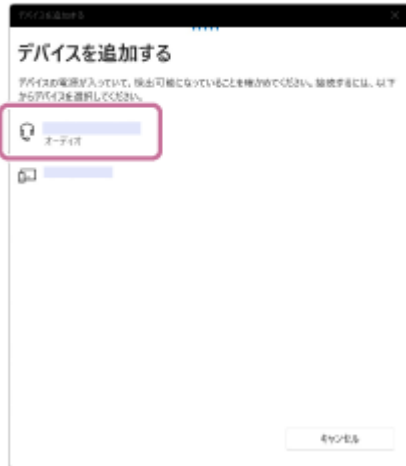 デバイスを追加する
デバイスを追加する
デバイスの電源が入っていて、検出可能になっていることを確かめてください。接続するには、以下
からデバイスを選択してください。
オーディオ
キャンセル